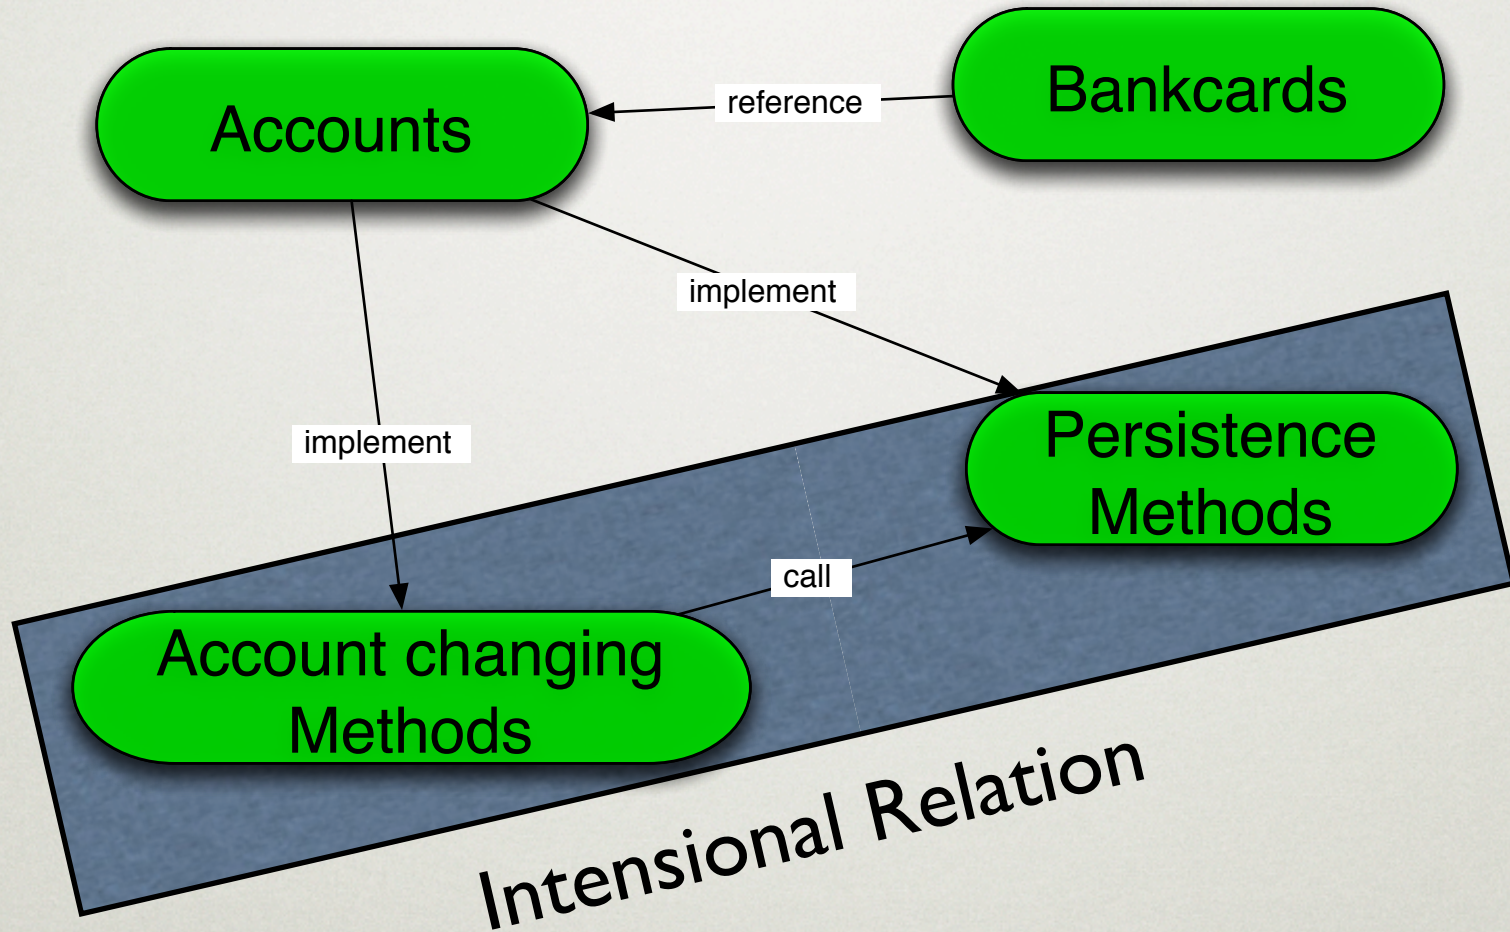 Bankcards
Accounts
reference
implement
implement
Persistence
Methods
call
Account changing
Methods
Intensional Relation